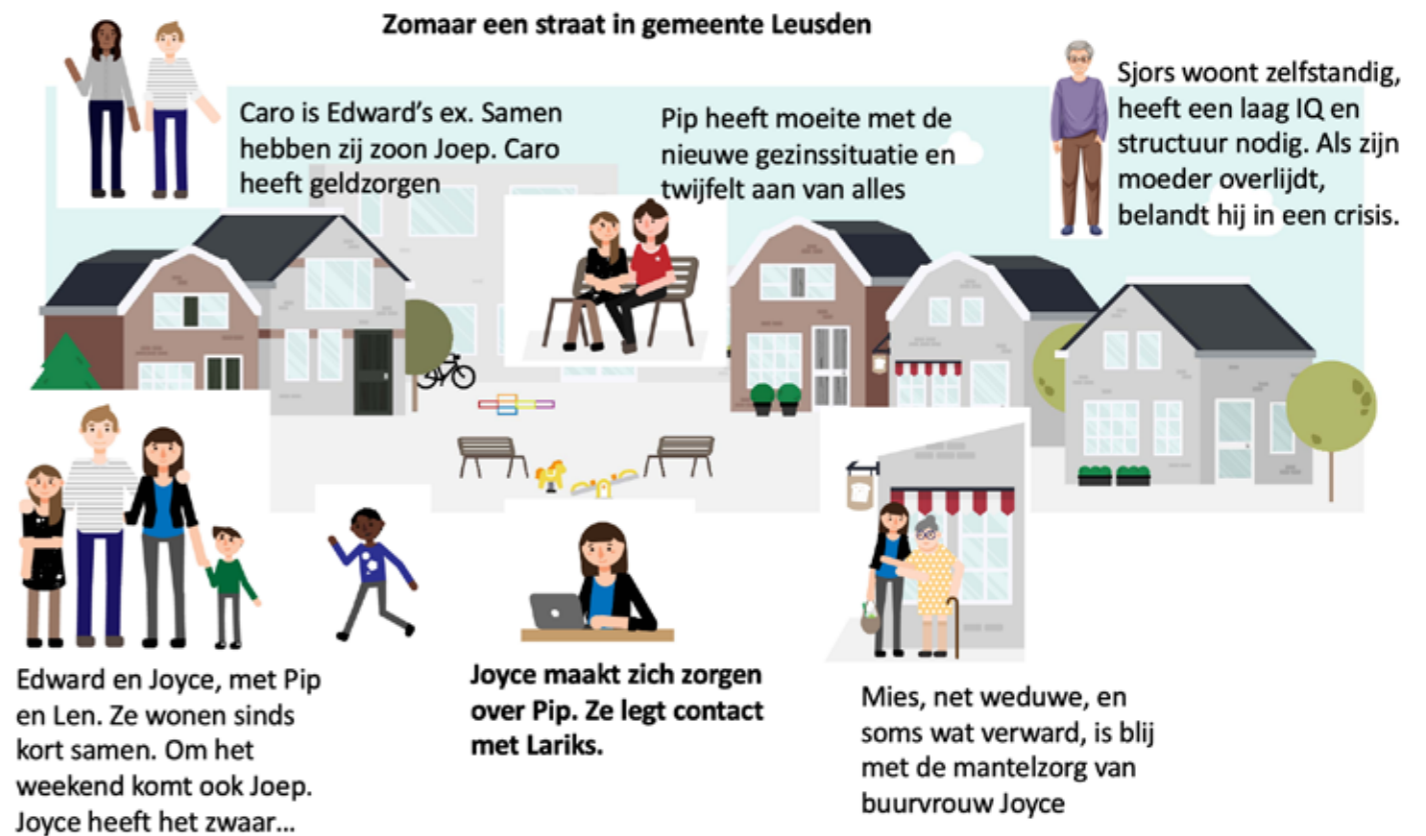 Zomaar een straat in gemeente Leusden
Caro is Edward's ex. Samen
hebben zij zoon Joep. Caro
heeft geldzorgen
Pip heeft moeite met de
nieuwe gezinssituatie en
twijfelt aan van alles
Sjors woont zelfstandig,
heeft een laag IQ en
structuur nodig. Als zijn
moeder overlijdt,
belandt hij in een crisis.
Edward en Joyce, met Pip
en Len. Ze wonen sinds
kort samen. Om het
weekend komt ook Joep.
Joyce heeft het zwaar...
Joyce maakt zich zorgen
over Pip. Ze legt contact
met Lariks.
Mies, net weduwe, en
soms wat verward, is blij
met de mantelzorg van
buurvrouw Joyce